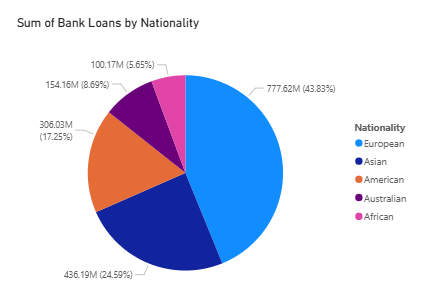 Sum of Bank Loans by Nationality
100.17M (5.65%)
154.16M (8.69%)
777.62M (43.83%)
306.03M
(17.25%)
436.19M (24.59%)
Nationality
European
Asian
American
Australian
African